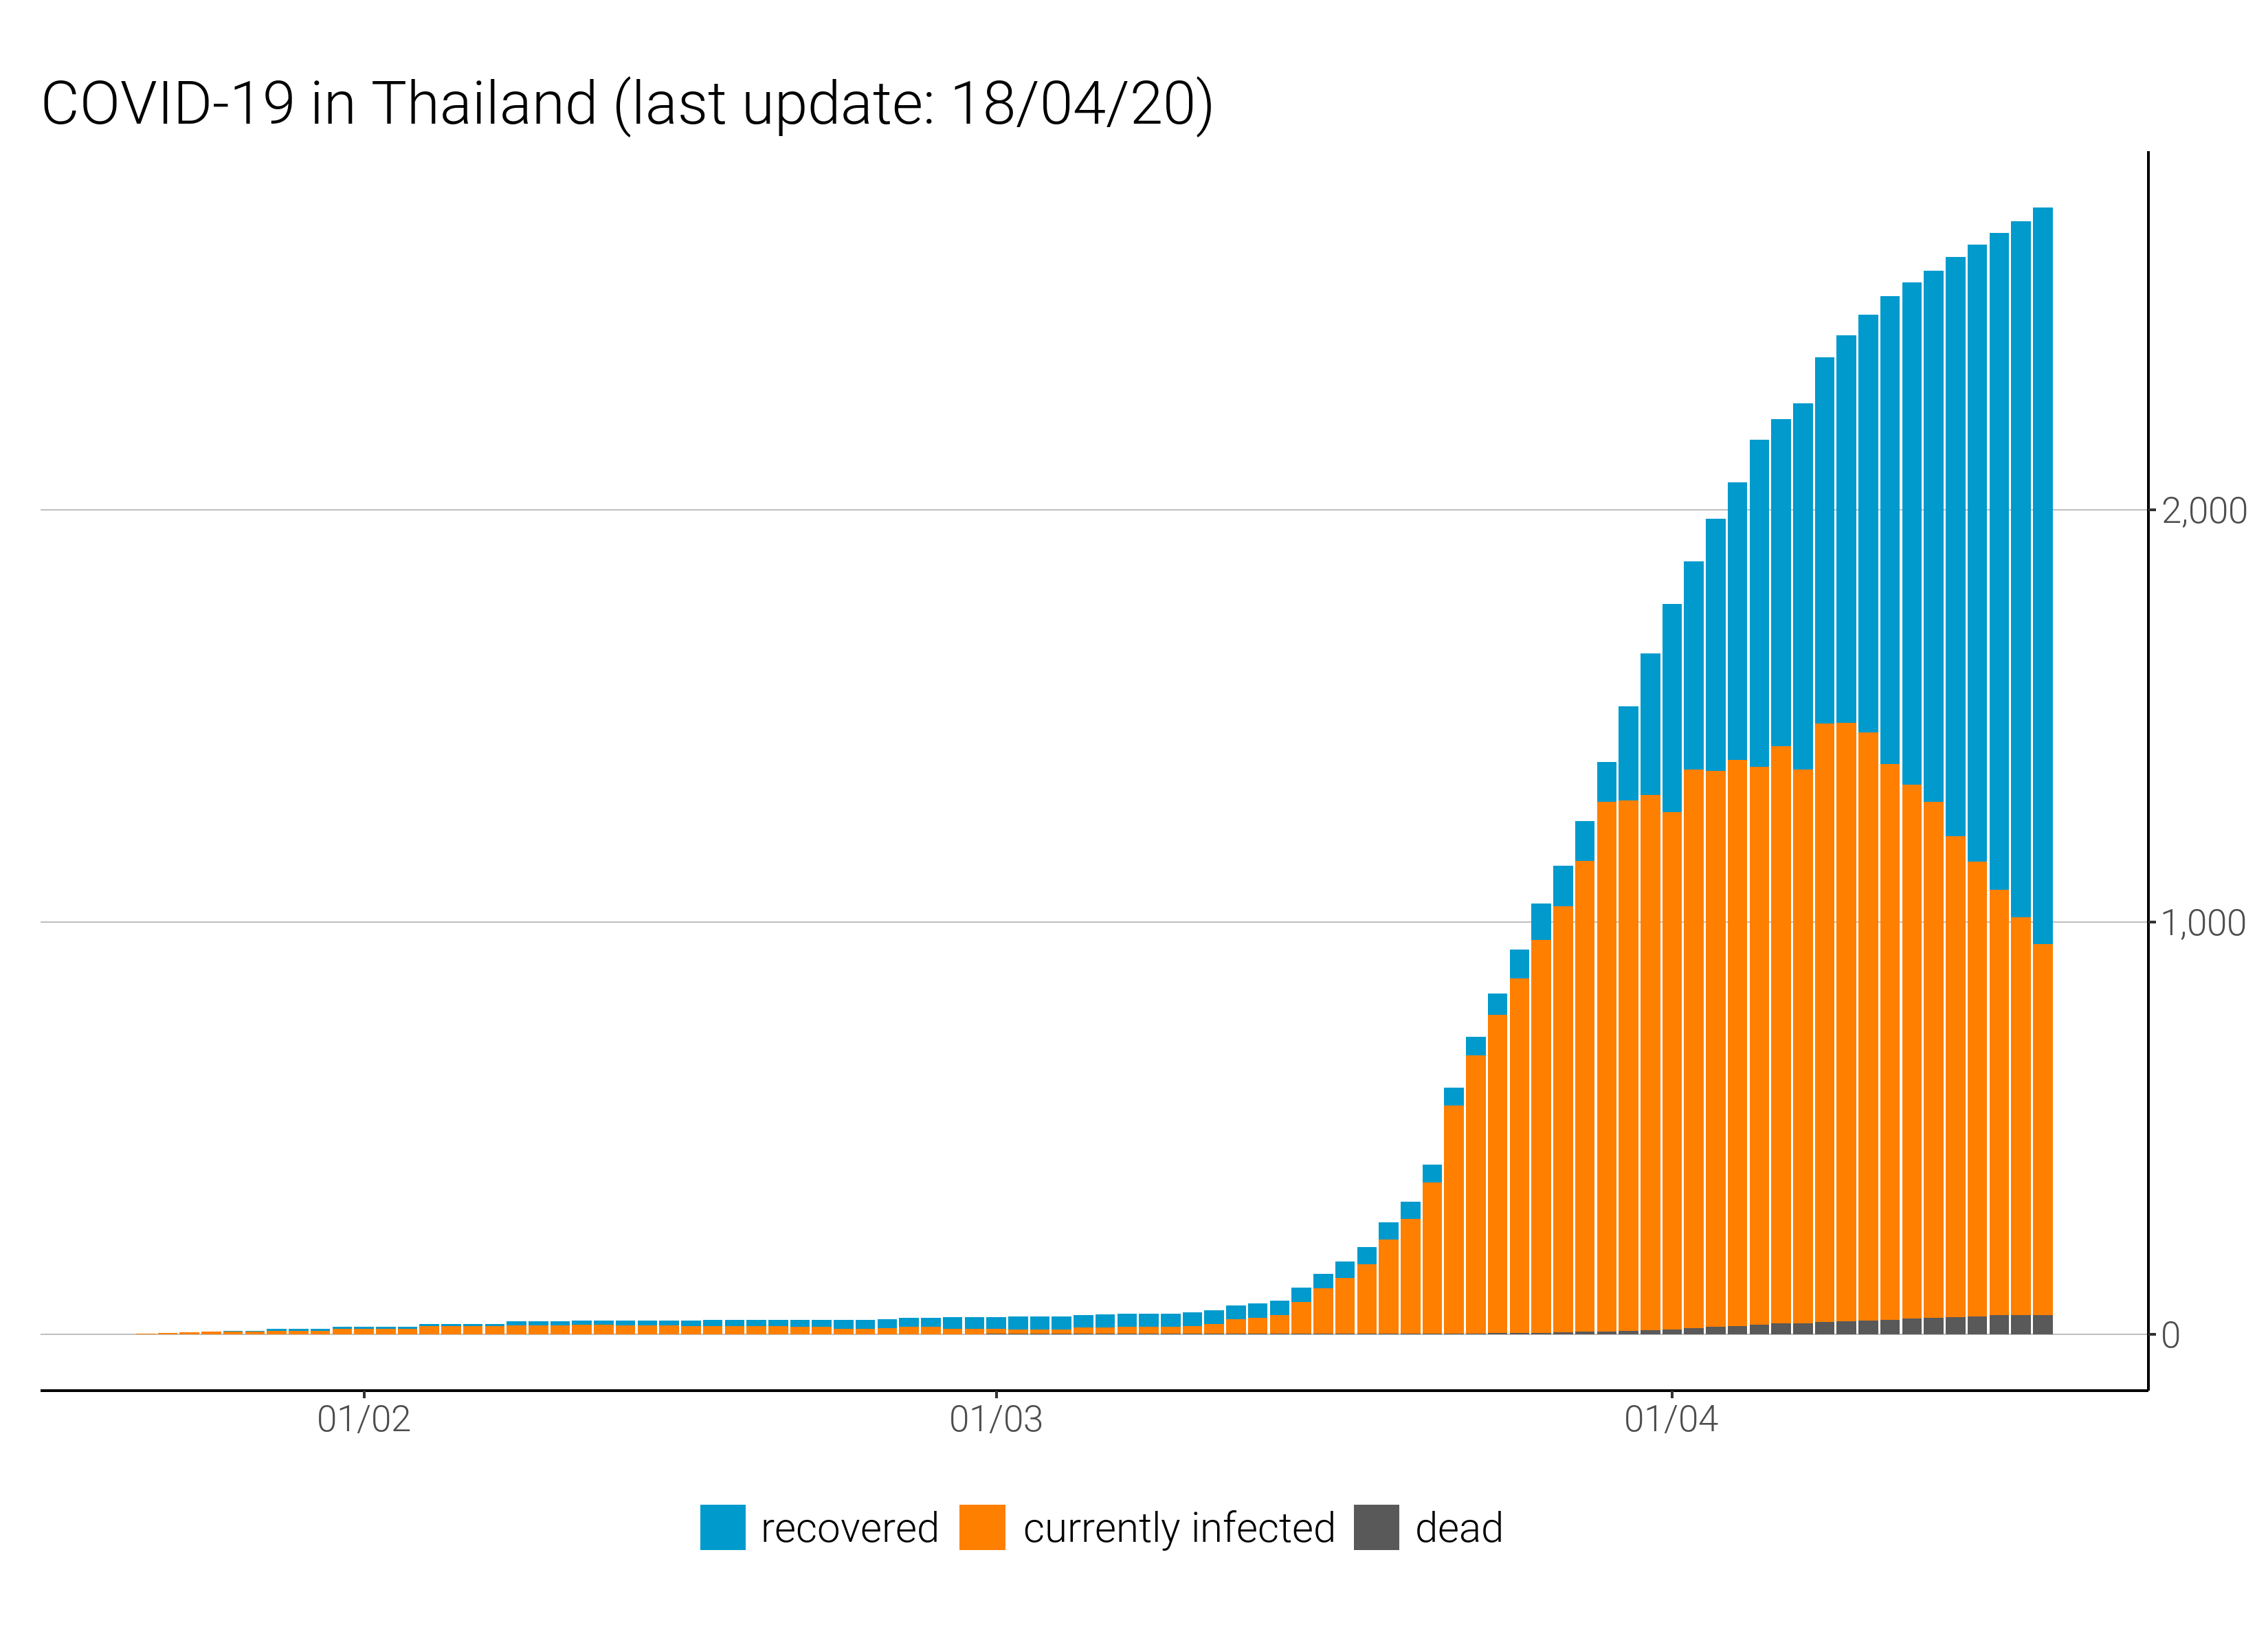 COVID-19 in Thailand (last update: 18/04/20)
2,000
1,000
0
01/02 01/03 01/04
recovered currently infected dead